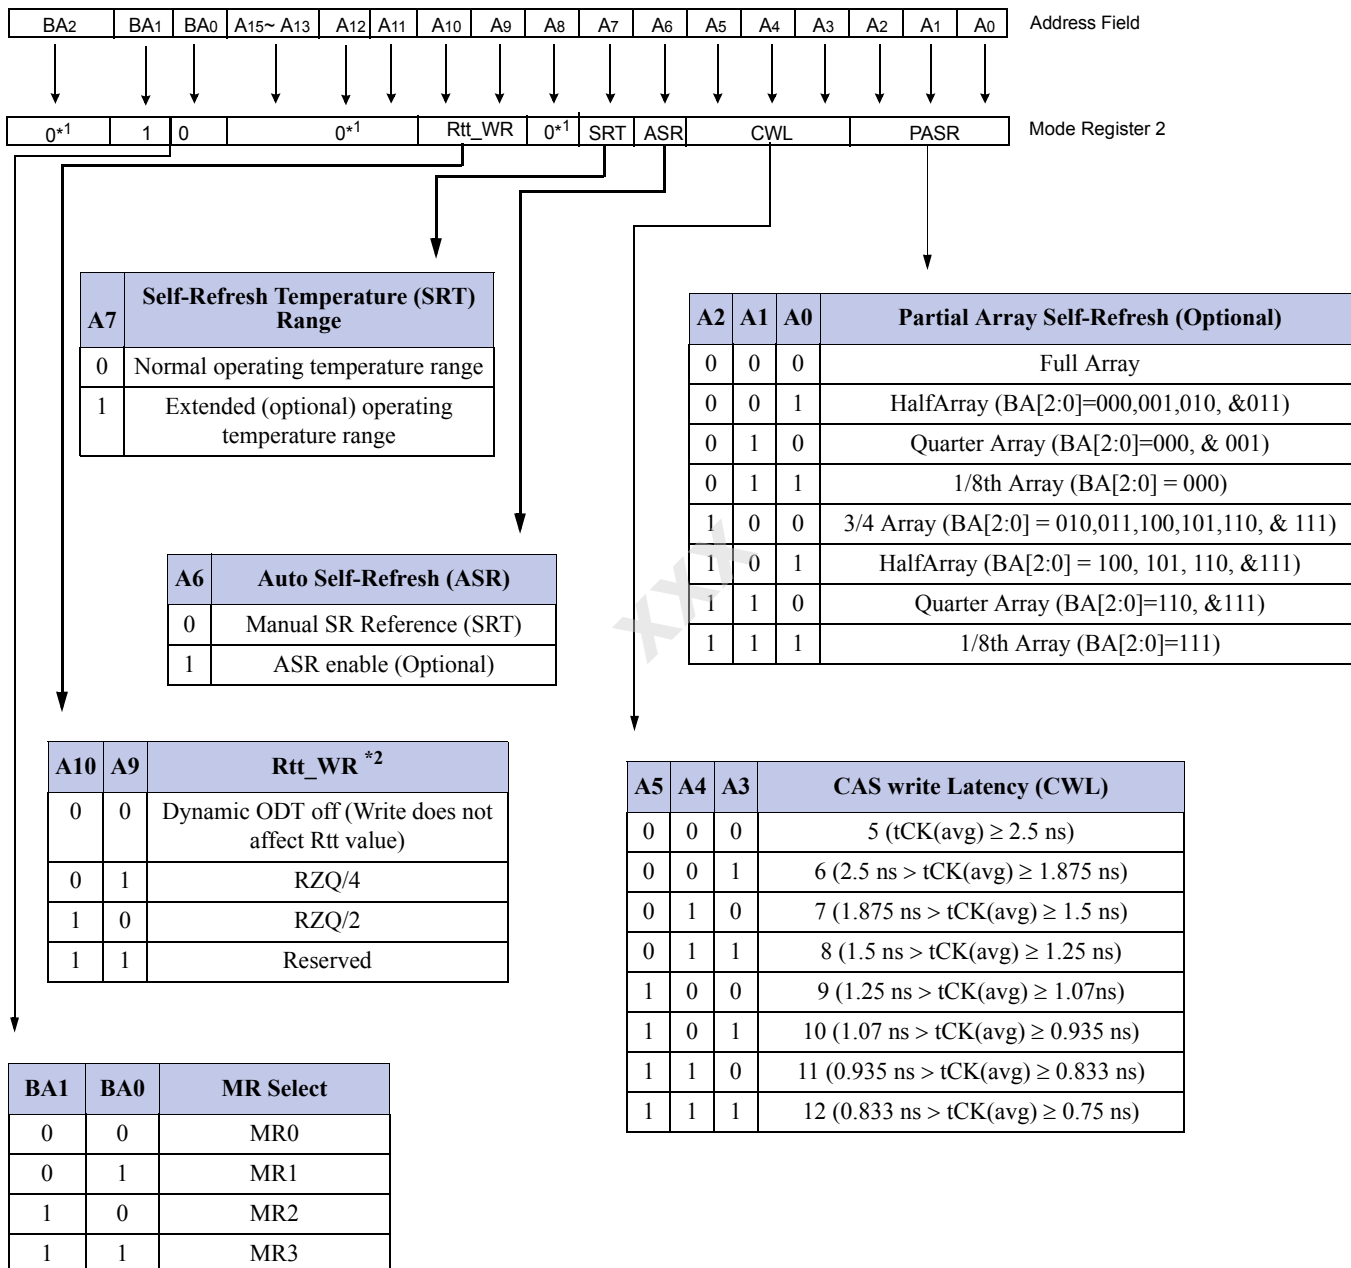 BA2 BA1 BA0 A15~ A13 A12 A11 A10 A9 A8 A7 A6 A5 A4 A3 A2 A1 A0 Address Field
0*1 1 0 0*1 Rtt_WR 0*1 SRT ASR CWL PASR Mode Register 2
A7 Self-Refresh Temperature (SRT)
Range
0 Normal operating temperature range
1 Extended (optional) operating
temperature range
A2 A1 A0 Partial Array Self-Refresh (Optional)
0 0 0 Full Array
0 0 1 HalfArray (BA[2:0]=000,001,010, &011)
0 1 0 Quarter Array (BA[2:0]=000, & 001)
0 1 1 1/8th Array (BA[2:0] = 000)
1 0 0 3/4 Array (BA[2:0] = 010,011,100,101,110, & 111)
1 0 1 HalfArray (BA[2:0] = 100, 101, 110, &111)
1 1 0 Quarter Array (BA[2:0]=110, &111)
1 1 1 1/8th Array (BA[2:0]=111)
xxx
A6 Auto Self-Refresh (ASR)
0 Manual SR Reference (SRT)
1 ASR enable (Optional)
A10 A9 Rtt_WR *2
0 0 Dynamic ODT off (Write does not
affect Rtt value)
0 1 RZQ/4
1 0 RZQ/2
1 1 Reserved
A5 A4 A3 CAS write Latency (CWL)
0 0 0 5 (tCK(avg) ≥ 2.5 ns)
0 0 1 6 (2.5 ns > tCK(avg) ≥ 1.875 ns)
0 1 0 7 (1.875 ns > tCK(avg) ≥ 1.5 ns)
0 1 1 8 (1.5 ns > tCK(avg) ≥ 1.25 ns)
1 0 0 9 (1.25 ns > tCK(avg) ≥ 1.07ns)
1 0 1 10 (1.07 ns > tCK(avg) ≥ 0.935 ns)
1 1 0 11 (0.935 ns > tCK(avg) ≥ 0.833 ns)
1 1 1 12 (0.833 ns > tCK(avg) ≥ 0.75 ns)
BA1 BA0 MR Select
0 0 MR0
0 1 MR1
1 0 MR2
1 1 MR3